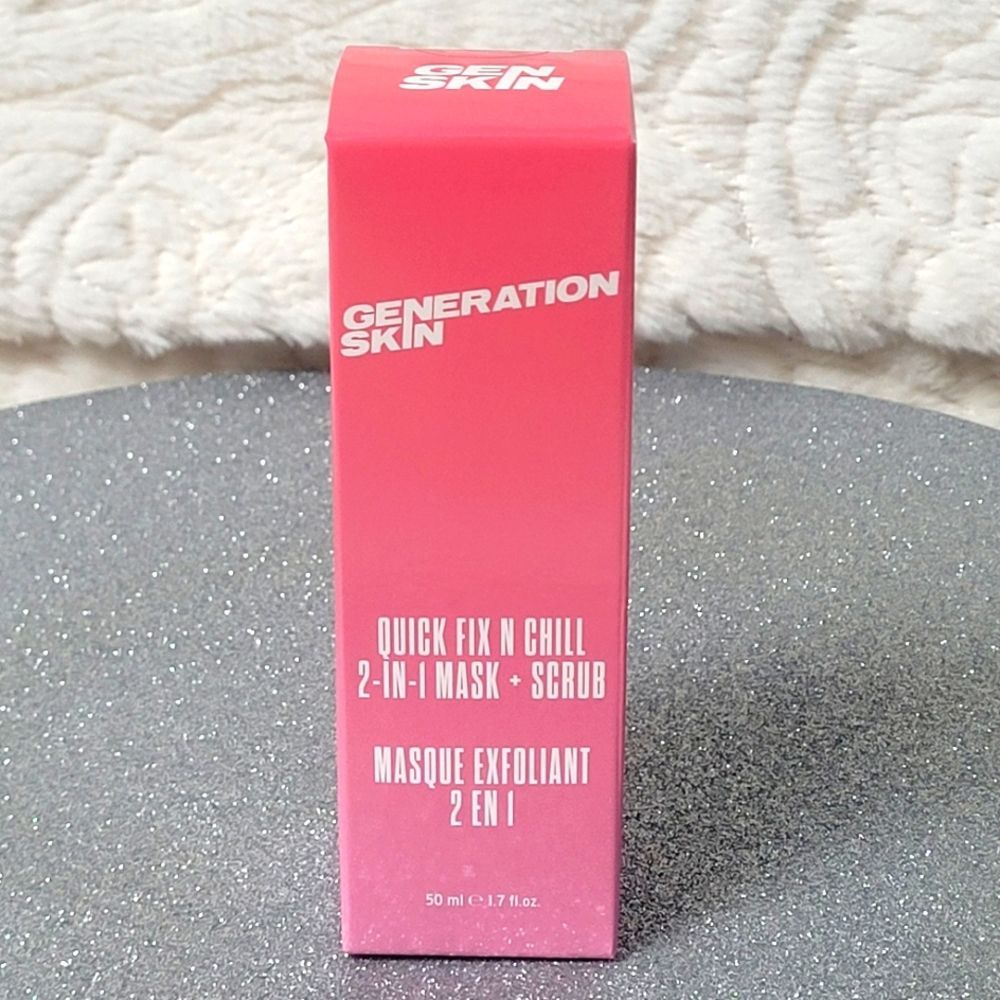 GEN
SKIN
GENERATION
SKIN
QUICK FIX N CHILL
2-IN-1 MASK + SCRUB
MASQUE EXFOLIANT
2 EN 1
50 ml ℮ 1.7 fl.oz.